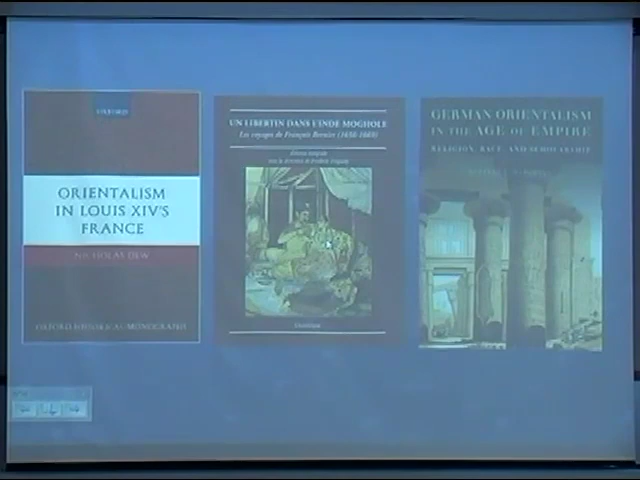 OXFORD
ORIENTALISM
IN LOUIS XIV'S
FRANCE
NICHOLAS DEW
OXFORD HISTORICAL MONOGRAPHS
UN LIBERTIN DANS L'INDE MOGHOLE
Les voyages de François Bernier (1656-1669)
GERMAN ORIENTALISM
IN THE AGE OF EMPIRE
RELIGION, RACE, AND SCHOLARSHIP